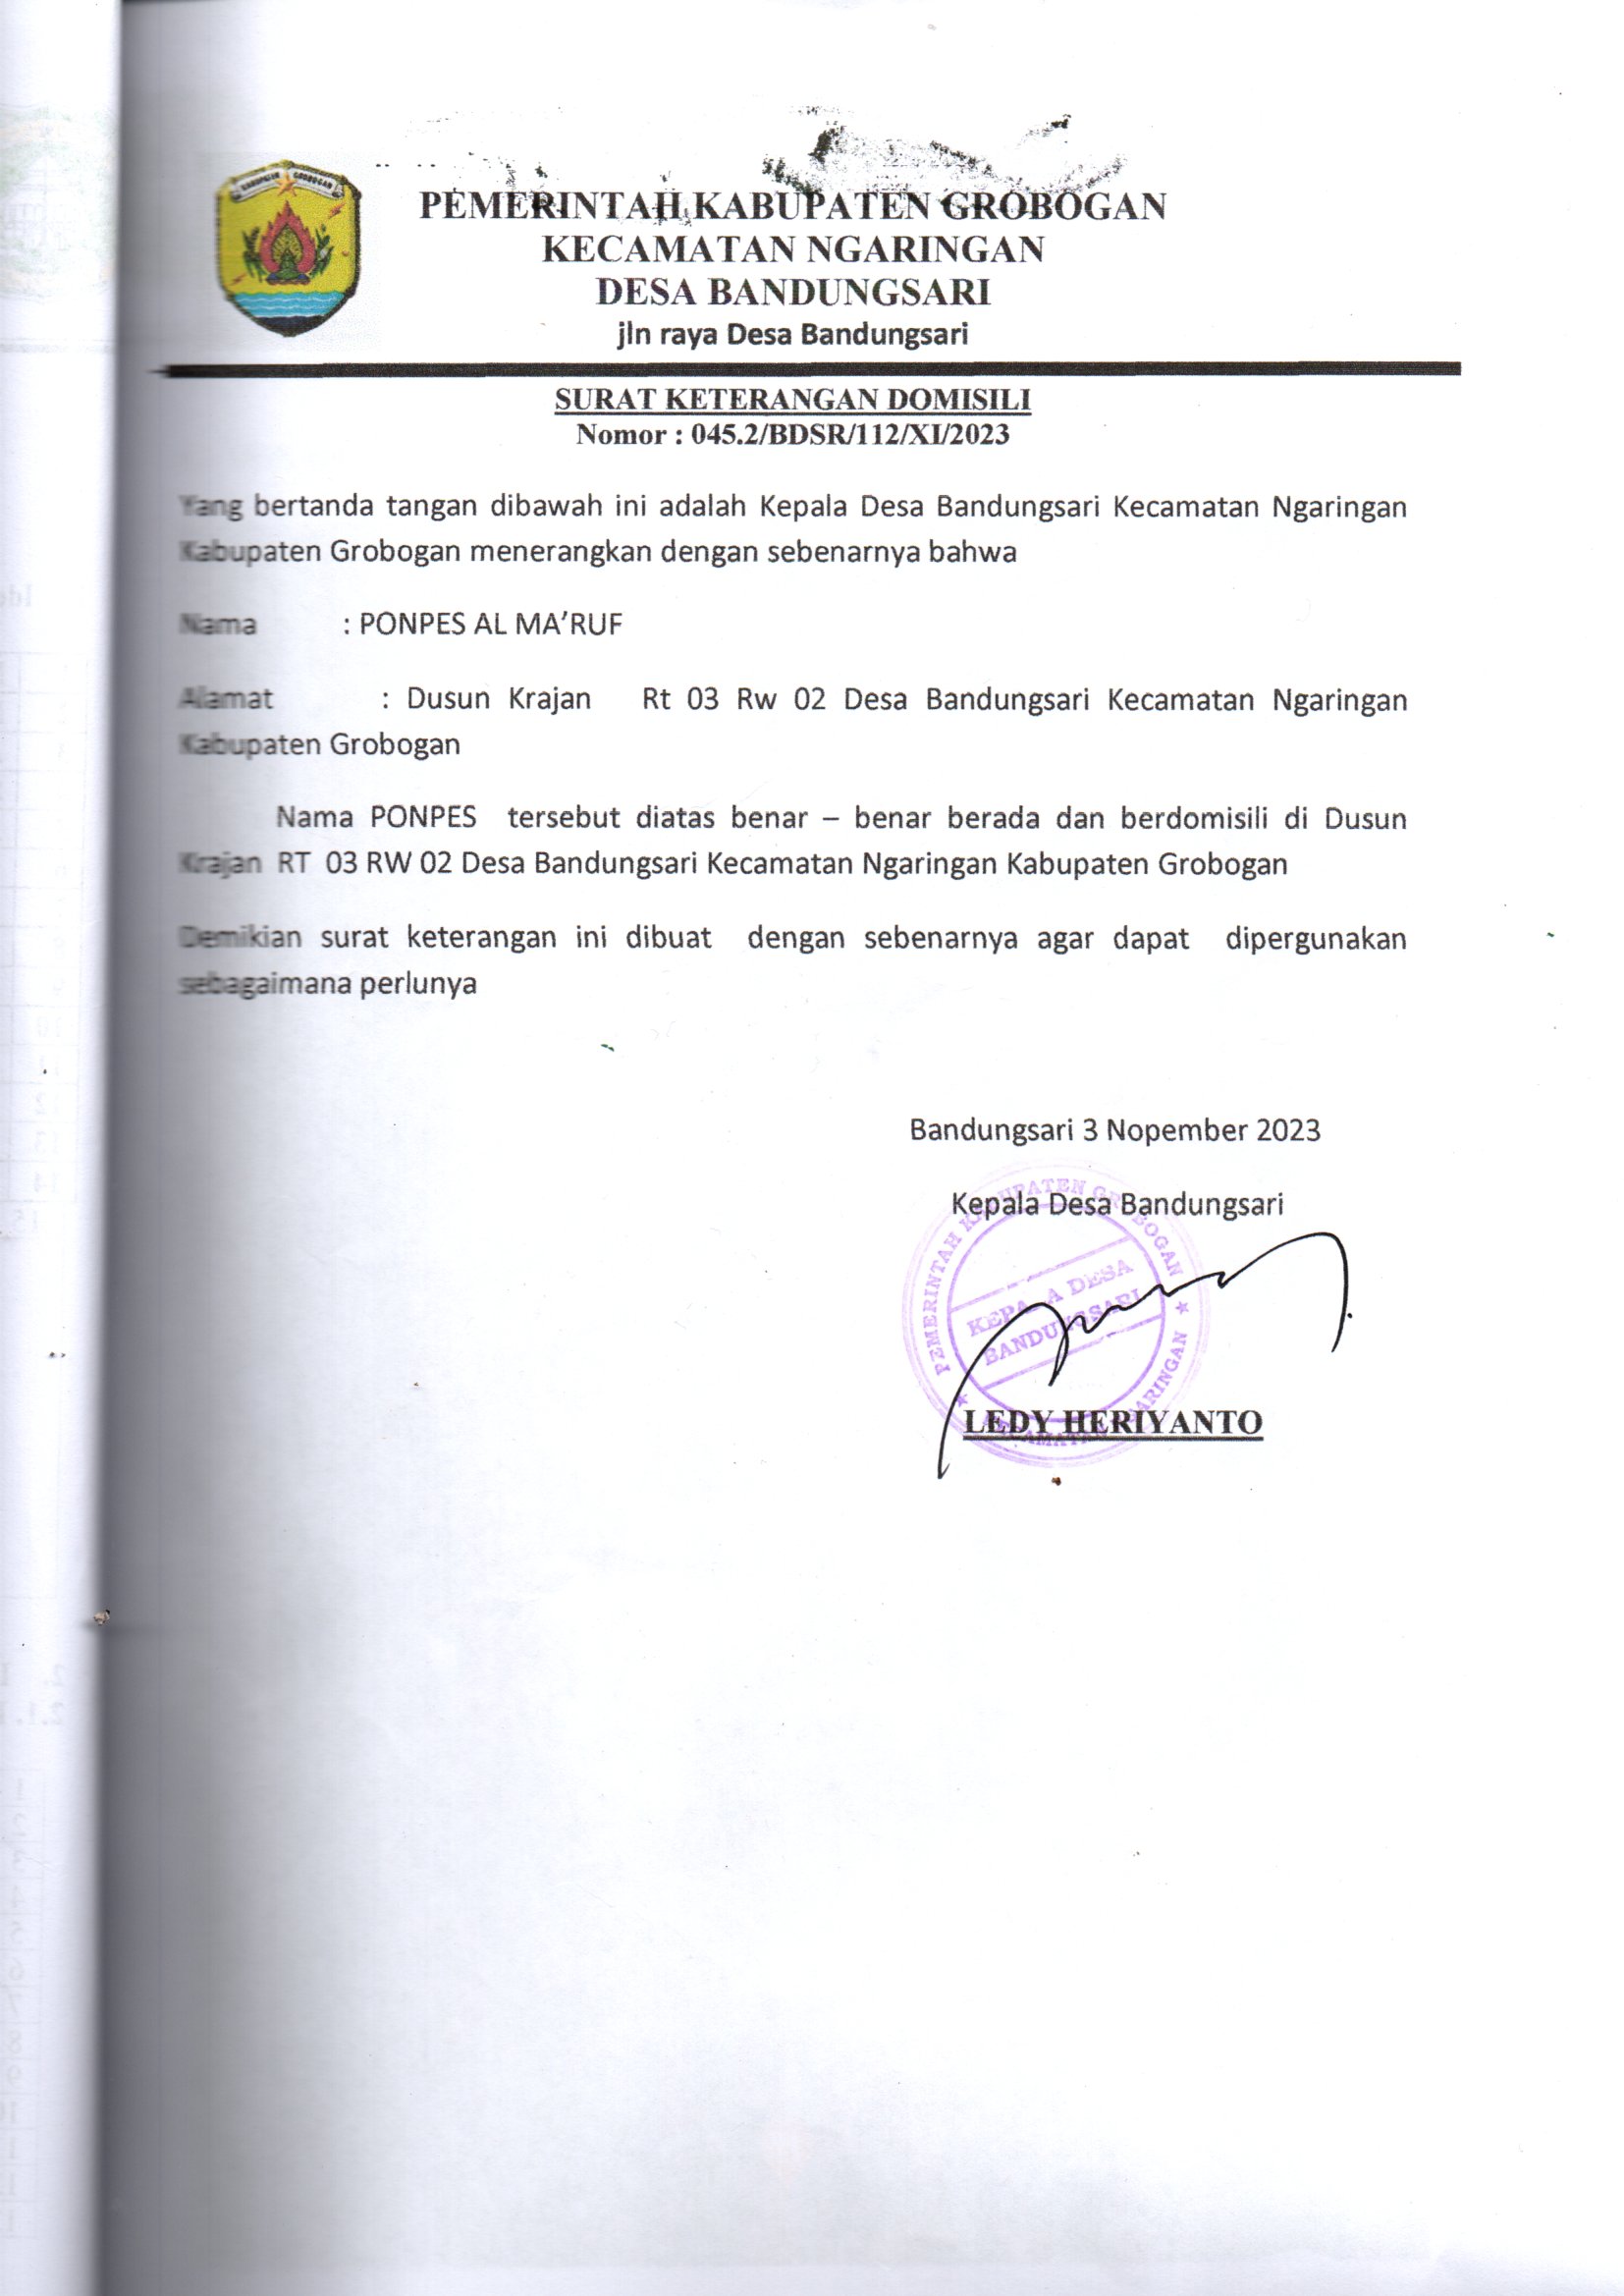 KABUPATEN GROBOGAN
PEMERINTAH KABUPATEN GROBOGAN
KECAMATAN NGARINGAN
DESA BANDUNGSARI
jln raya Desa Bandungsari
SURAT KETERANGAN DOMISILI
Nomor : 045.2/BDSR/112/XI/2023
Yang bertanda tangan dibawah ini adalah Kepala Desa Bandungsari Kecamatan Ngaringan
Kabupaten Grobogan menerangkan dengan sebenarnya bahwa
Nama : PONPES AL MA’RUF
Alamat : Dusun Krajan Rt 03 Rw 02 Desa Bandungsari Kecamatan Ngaringan
Kabupaten Grobogan
Nama PONPES tersebut diatas benar – benar berada dan berdomisili di Dusun
Krajan RT 03 RW 02 Desa Bandungsari Kecamatan Ngaringan Kabupaten Grobogan
Demikian surat keterangan ini dibuat dengan sebenarnya agar dapat dipergunakan
sebagaimana perlunya
Bandungsari 3 Nopember 2023
Kepala Desa Bandungsari
PEMERINTAH KABUPATEN GROBOGAN
KEPALA DESA
BANDUNGSARI
LEDY HERIYANTO